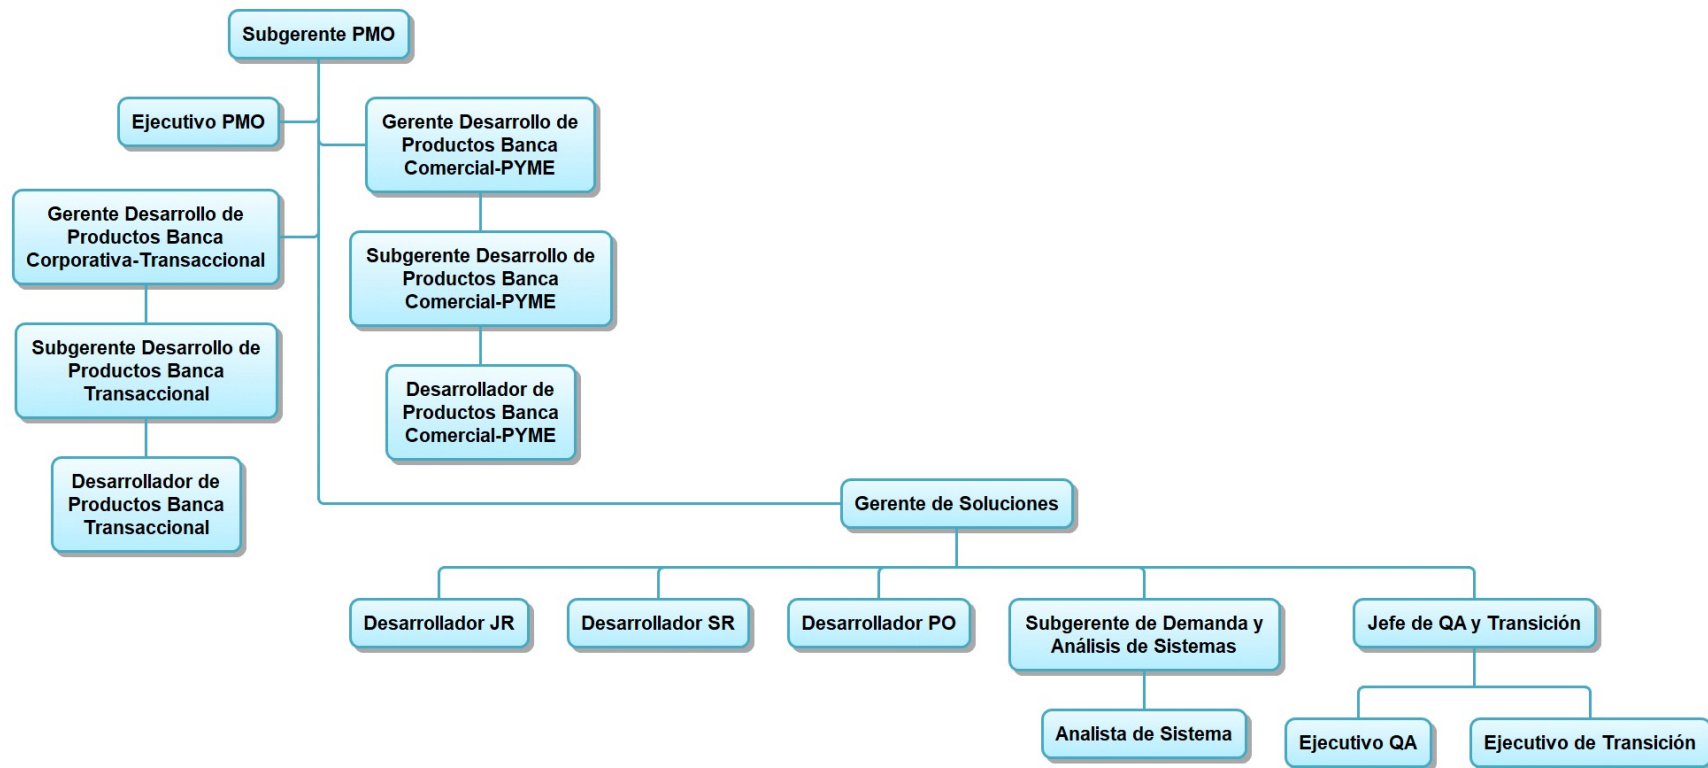 Subgerente PMO
Ejecutivo PMO
Gerente Desarrollo de
Productos Banca
Comercial-PYME
Gerente Desarrollo de
Productos Banca
Corporativa-Transaccional
Subgerente Desarrollo de
Productos Banca
Comercial-PYME
Subgerente Desarrollo de
Productos Banca
Transaccional
Desarrollador de
Productos Banca
Comercial-PYME
Desarrollador de
Productos Banca
Transaccional
Gerente de Soluciones
Desarrollador JR
Desarrollador SR
Desarrollador PO
Subgerente de Demanda y
Análisis de Sistemas
Jefe de QA y Transición
Analista de Sistema
Ejecutivo QA
Ejecutivo de Transición